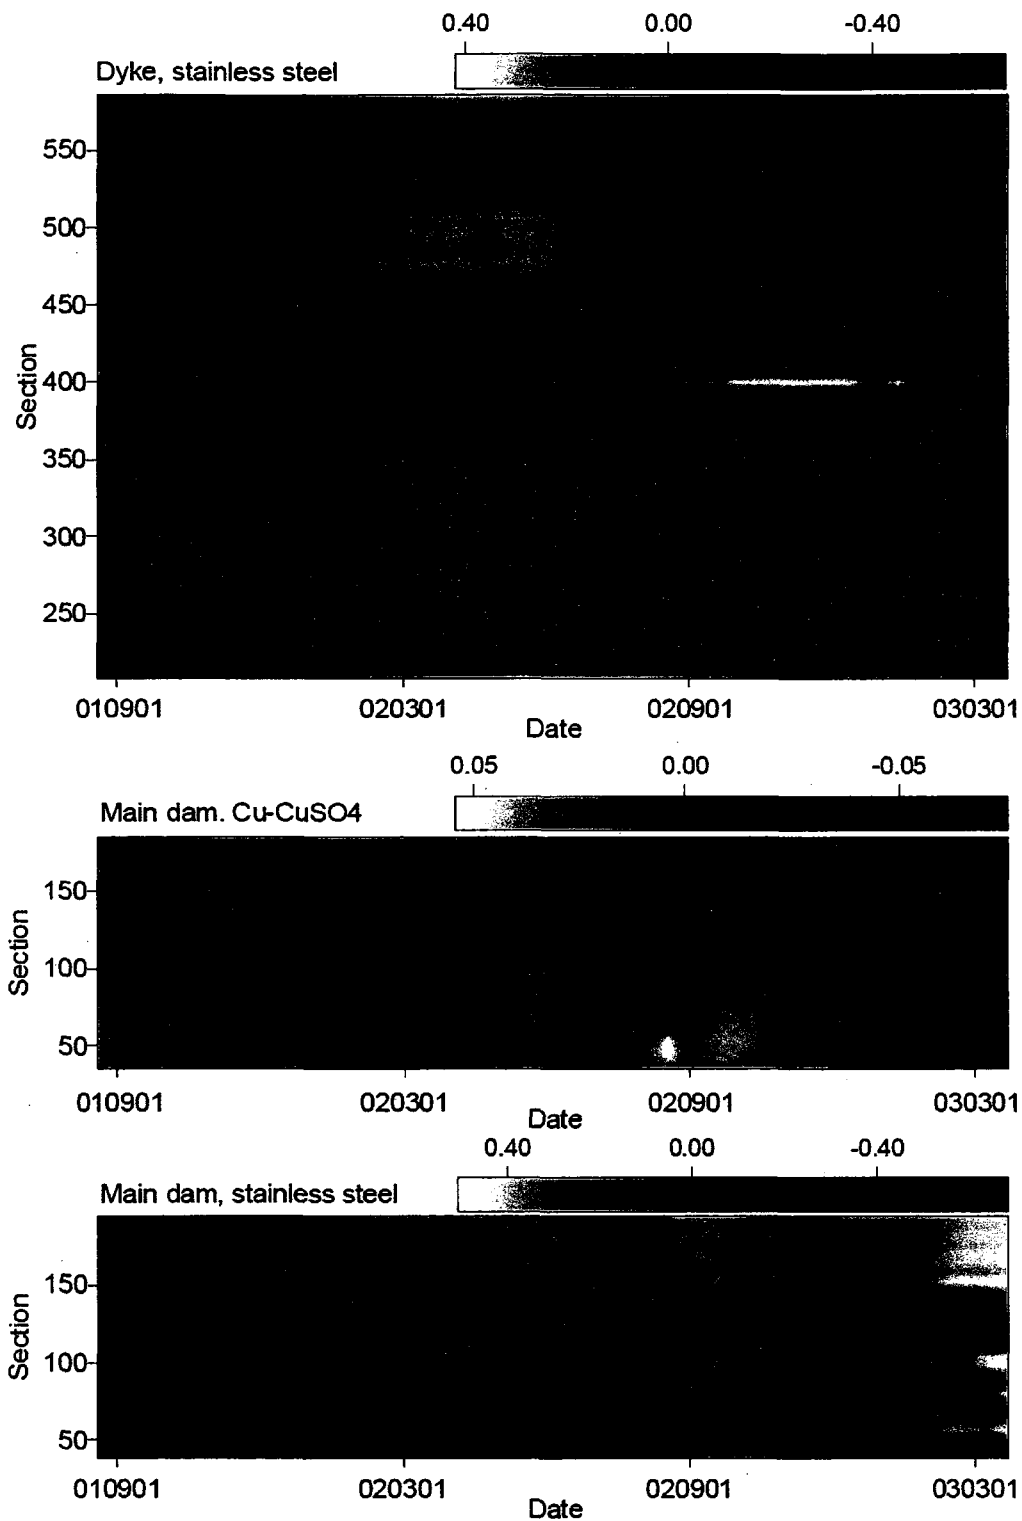 0.40 0.00 -0.40
Dyke, stainless steel
550
500
450
400
350
300
250
Section
010901 020301 020901 030301
Date
0.05 0.00 -0.05
Main dam. Cu-CuSO4
150
100
50
Section
010901 020301 020901 030301
Date
0.40 0.00 -0.40
Main dam, stainless steel
150
100
50
Section
010901 020301 020901 030301
Date